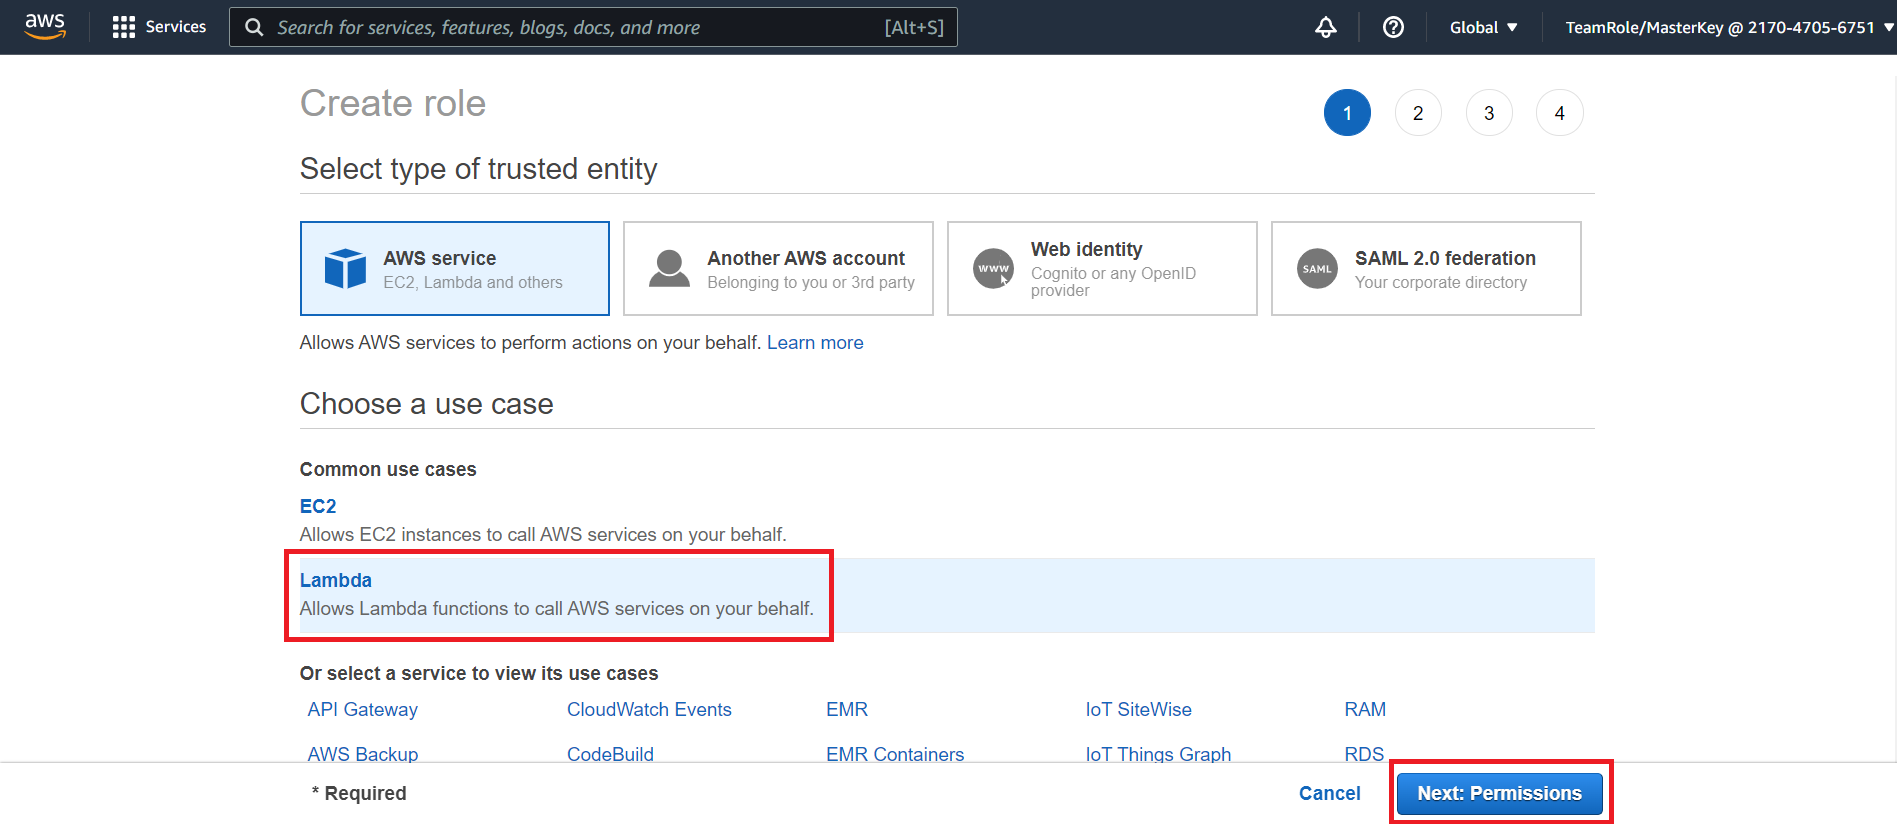 aws
Services
Search for services, features, blogs, docs, and more
[Alt+S]
Global
TeamRole/MasterKey @ 2170-4705-6751
Create role
1
2
3
4
Select type of trusted entity
AWS service
EC2, Lambda and others
Another AWS account
Belonging to you or 3rd party
WWW
Web identity
Cognito or any OpenID
provider
SAML
SAML 2.0 federation
Your corporate directory
Allows AWS services to perform actions on your behalf. Learn more
Choose a use case
Common use cases
EC2
Allows EC2 instances to call AWS services on your behalf.
Lambda
Allows Lambda functions to call AWS services on your behalf.
Or select a service to view its use cases
API Gateway
CloudWatch Events
EMR
IoT SiteWise
RAM
AWS Backup
CodeBuild
EMR Containers
IoT Things Graph
RDS
* Required
Cancel
Next: Permissions